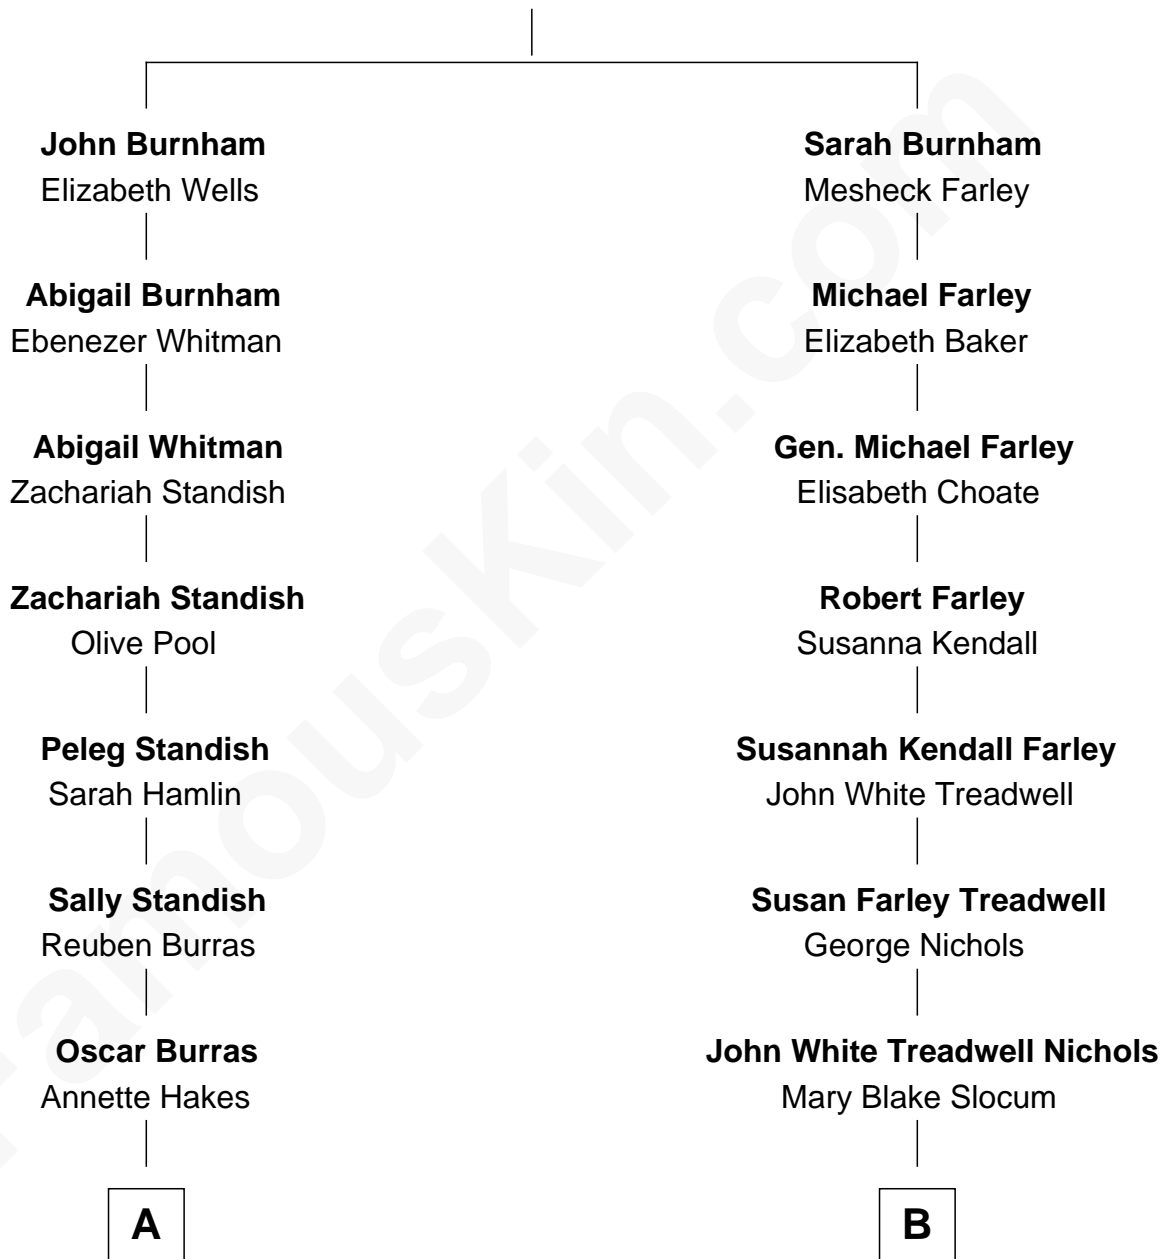 John Burnham
Elizabeth Wells
Abigail Burnham
Ebenezer Whitman
Abigail Whitman
Zachariah Standish
Zachariah Standish
Olive Pool
Peleg Standish
Sarah Hamlin
Sally Standish
Reuben Burras
Oscar Burras
Annette Hakes
A
Sarah Burnham
Mesheck Farley
Michael Farley
Elizabeth Baker
Gen. Michael Farley
Elisabeth Choate
Robert Farley
Susanna Kendall
Susannah Kendall Farley
John White Treadwell
Susan Farley Treadwell
George Nichols
John White Treadwell Nichols
Mary Blake Slocum
B
FamousKin.com